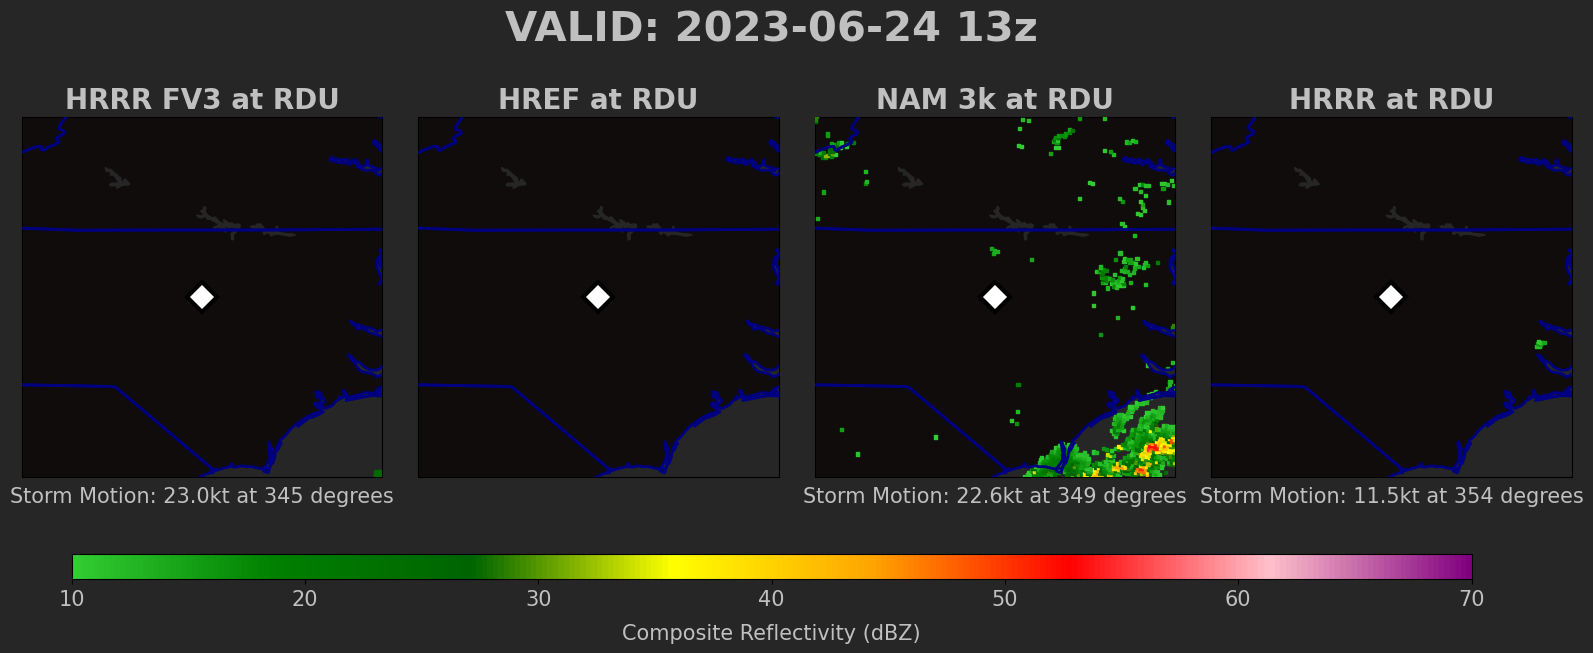 VALID: 2023-06-24 13z
HRRR FV3 at RDU
HREF at RDU
NAM 3k at RDU
HRRR at RDU
Storm Motion: 23.0kt at 345 degrees
Storm Motion: 22.6kt at 349 degrees
Storm Motion: 11.5kt at 354 degrees
10 20 30 40 50 60 70
Composite Reflectivity (dBZ)